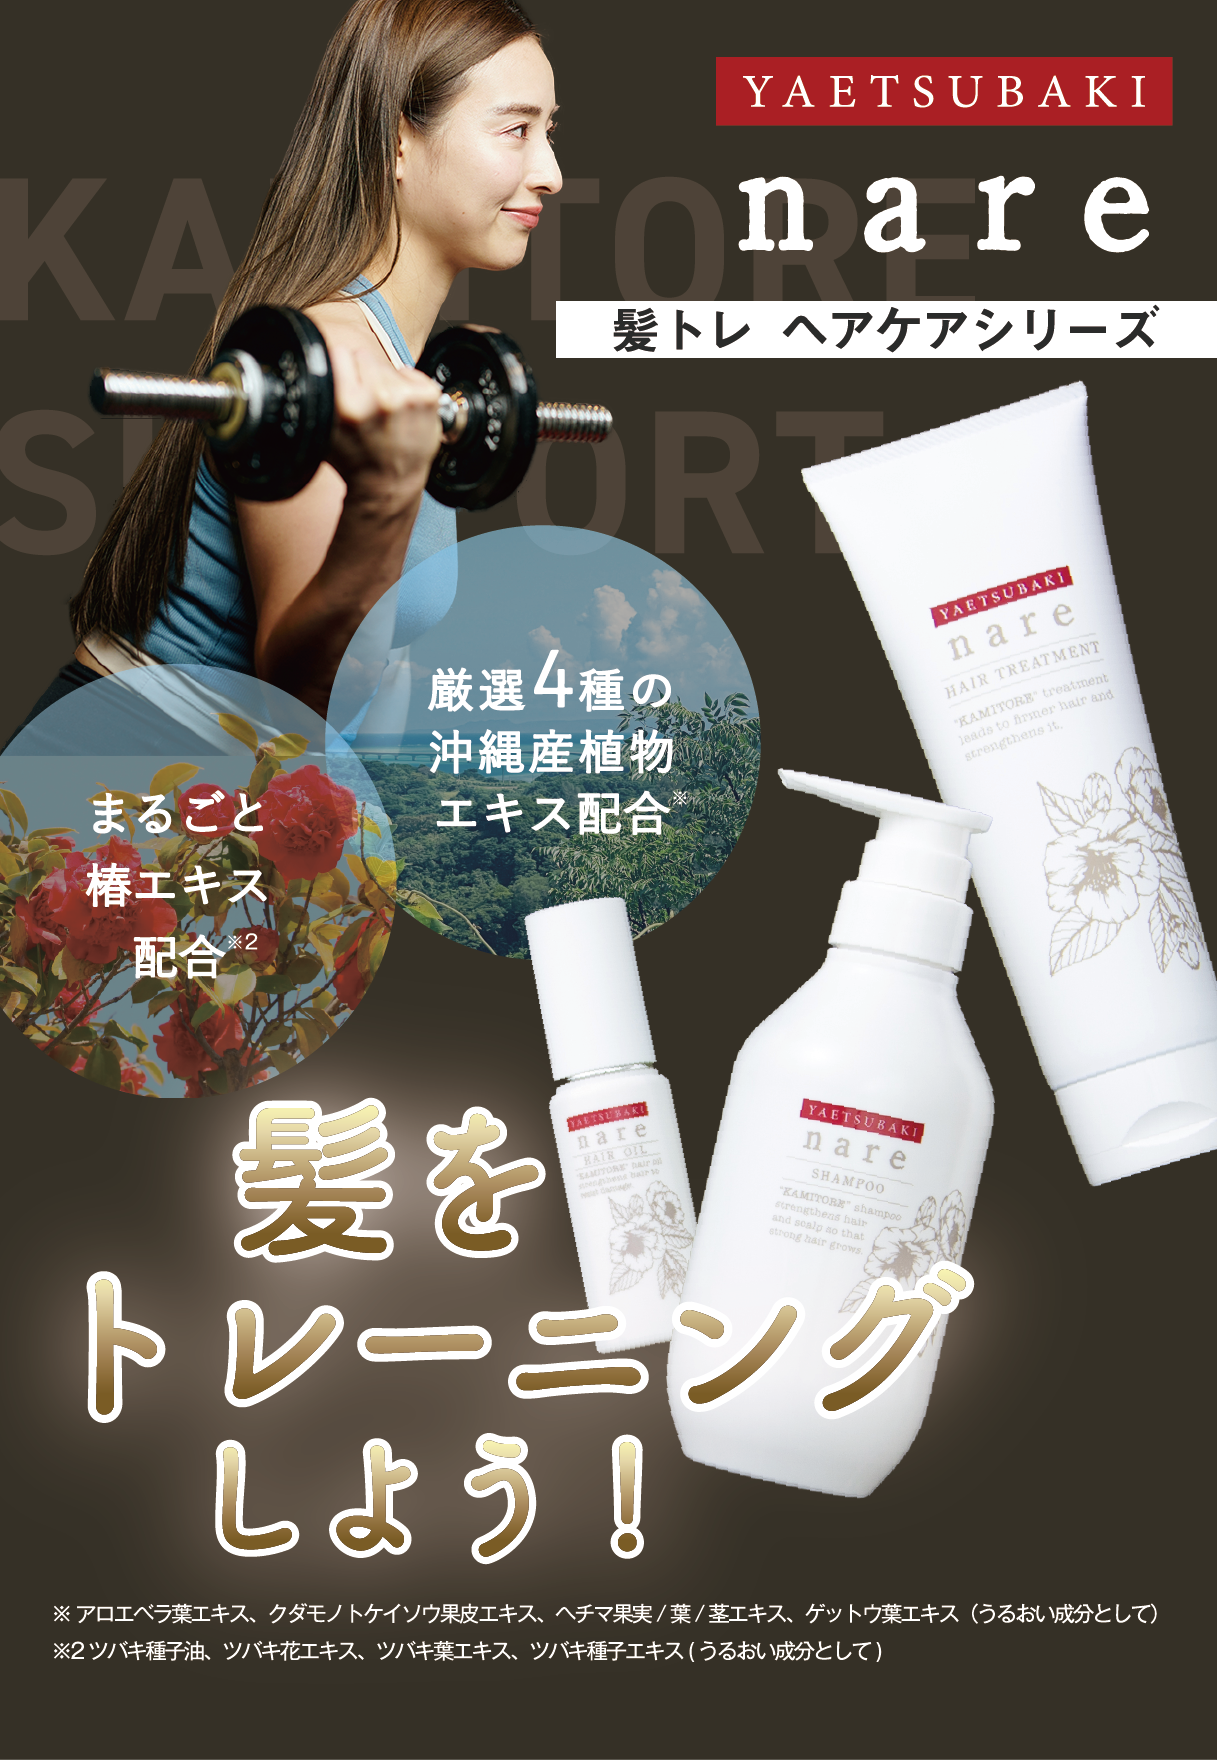 YAETSUBAKI
nare
髪トレ ヘアケアシリーズ
YAETSUBAKI
nare
HAIR TREATMENT
"KAMITORE" treatment
leads to firmer hair and
strengthens it.
厳選4種の
沖縄産植物
エキス配合※
まるごと
椿エキス
配合※2
YAETSUBAKI
nare
HAIR OIL
"KAMITORE" hair oil
strengthens hair to
YAETSUBAKI
nare
SHAMPOO
"KAMITORE" shampoo
strengthens hair
and scalp so that
strong hair grows.
髪を
トレーニング
しよう！
※ アロエベラ葉エキス、クダモノトケイソウ果皮エキス、ヘチマ果実 / 葉 / 茎エキス、ゲットウ葉エキス（うるおい成分として）
※2 ツバキ種子油、ツバキ花エキス、ツバキ葉エキス、ツバキ種子エキス ( うるおい成分として )